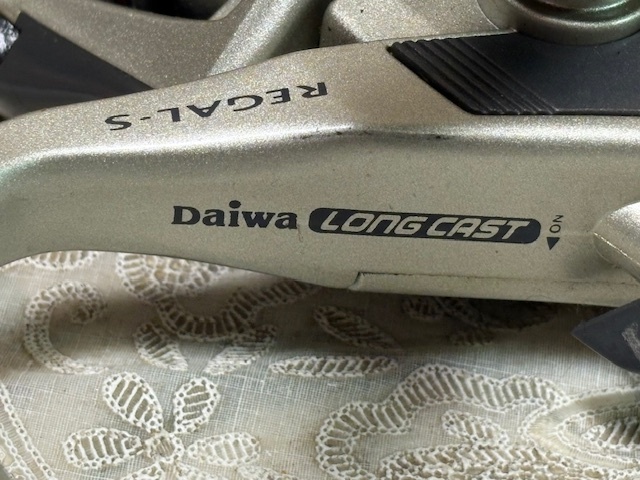 REGAL-S
Daiwa LONG CAST
ON